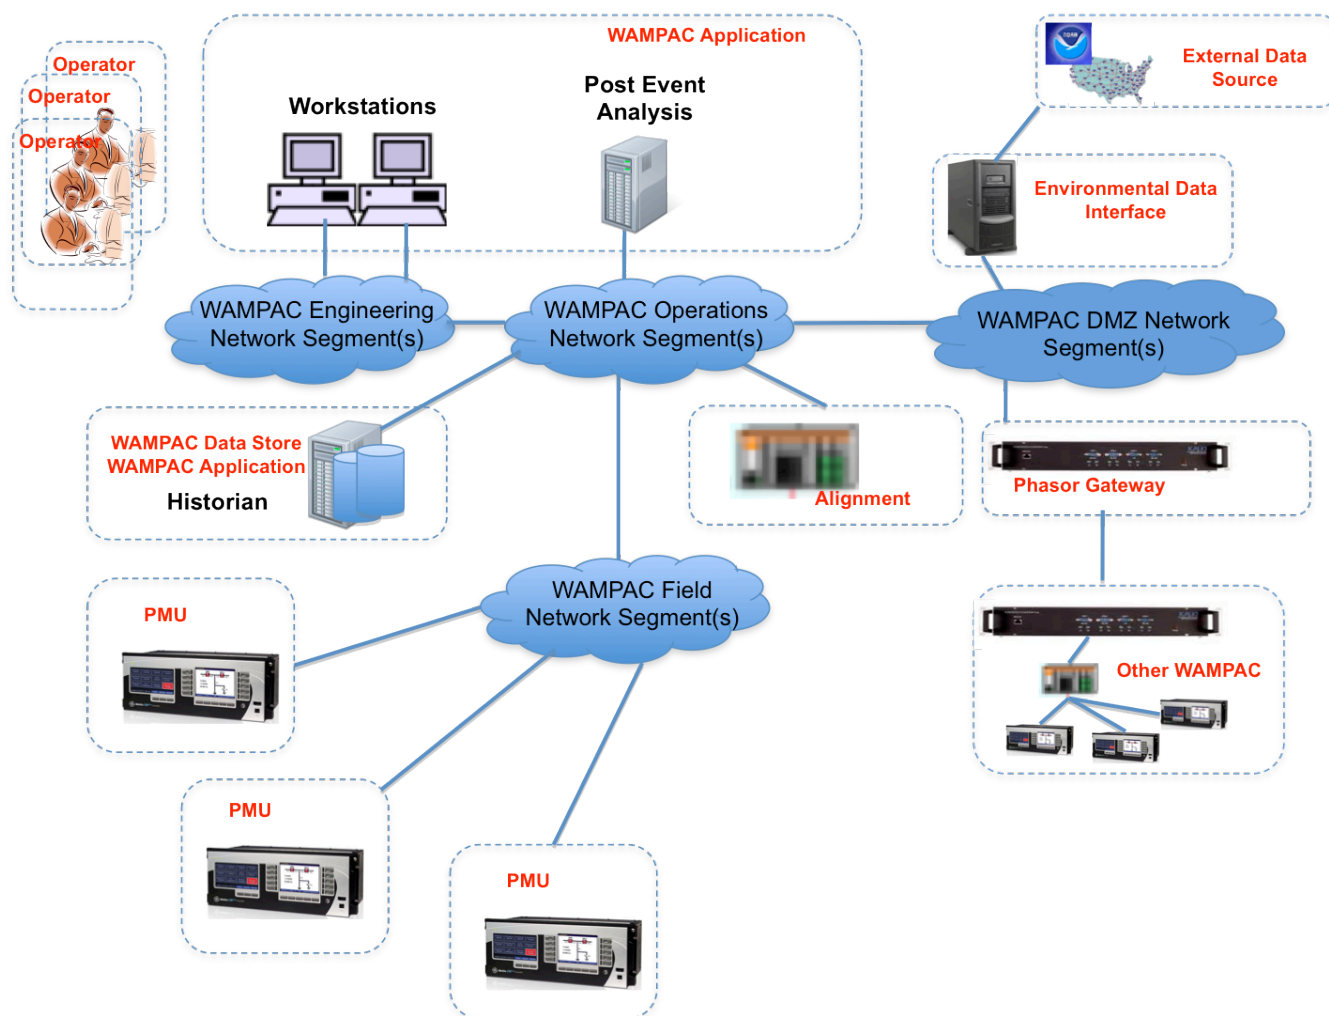 Operator
Operator
Operator
WAMPAC Application
Workstations
Post Event
Analysis
External Data
Source
Environmental Data
Interface
WAMPAC Engineering
Network Segment(s)
WAMPAC Operations
Network Segment(s)
WAMPAC DMZ Network
Segment(s)
WAMPAC Data Store
WAMPAC Application
Historian
Alignment
Phasor Gateway
WAMPAC Field
Network Segment(s)
PMU
Other WAMPAC
PMU
PMU